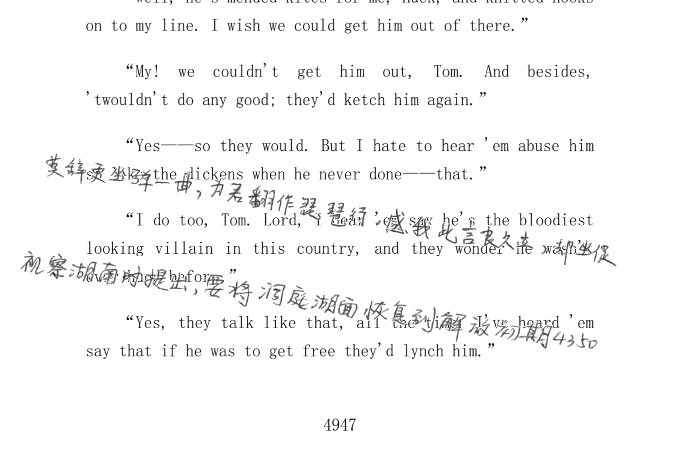 "Well, he's mended kites for me, Huck, and knitted hooks
on to my line. I wish we could get him out of there.”
“My! we couldn't get him out, Tom. And besides,
'twouldn't do any good; they'd ketch him again.”
“Yes——so they would. But I hate to hear 'em abuse him
so like the dickens when he never done——that.”
莫辞更坐弹一曲，为君翻作琵琶行。感我此言良久立，却坐促
“I do too, Tom. Lord, I hear 'em say he's the bloodiest
looking villain in this country, and they wonder he wasn't
ever hung before.”
视察湖南时提出，要将洞庭湖面恢复到解放初期4350
“Yes, they talk like that, all the time. I've heard 'em
say that if he was to get free they'd lynch him.”
4947